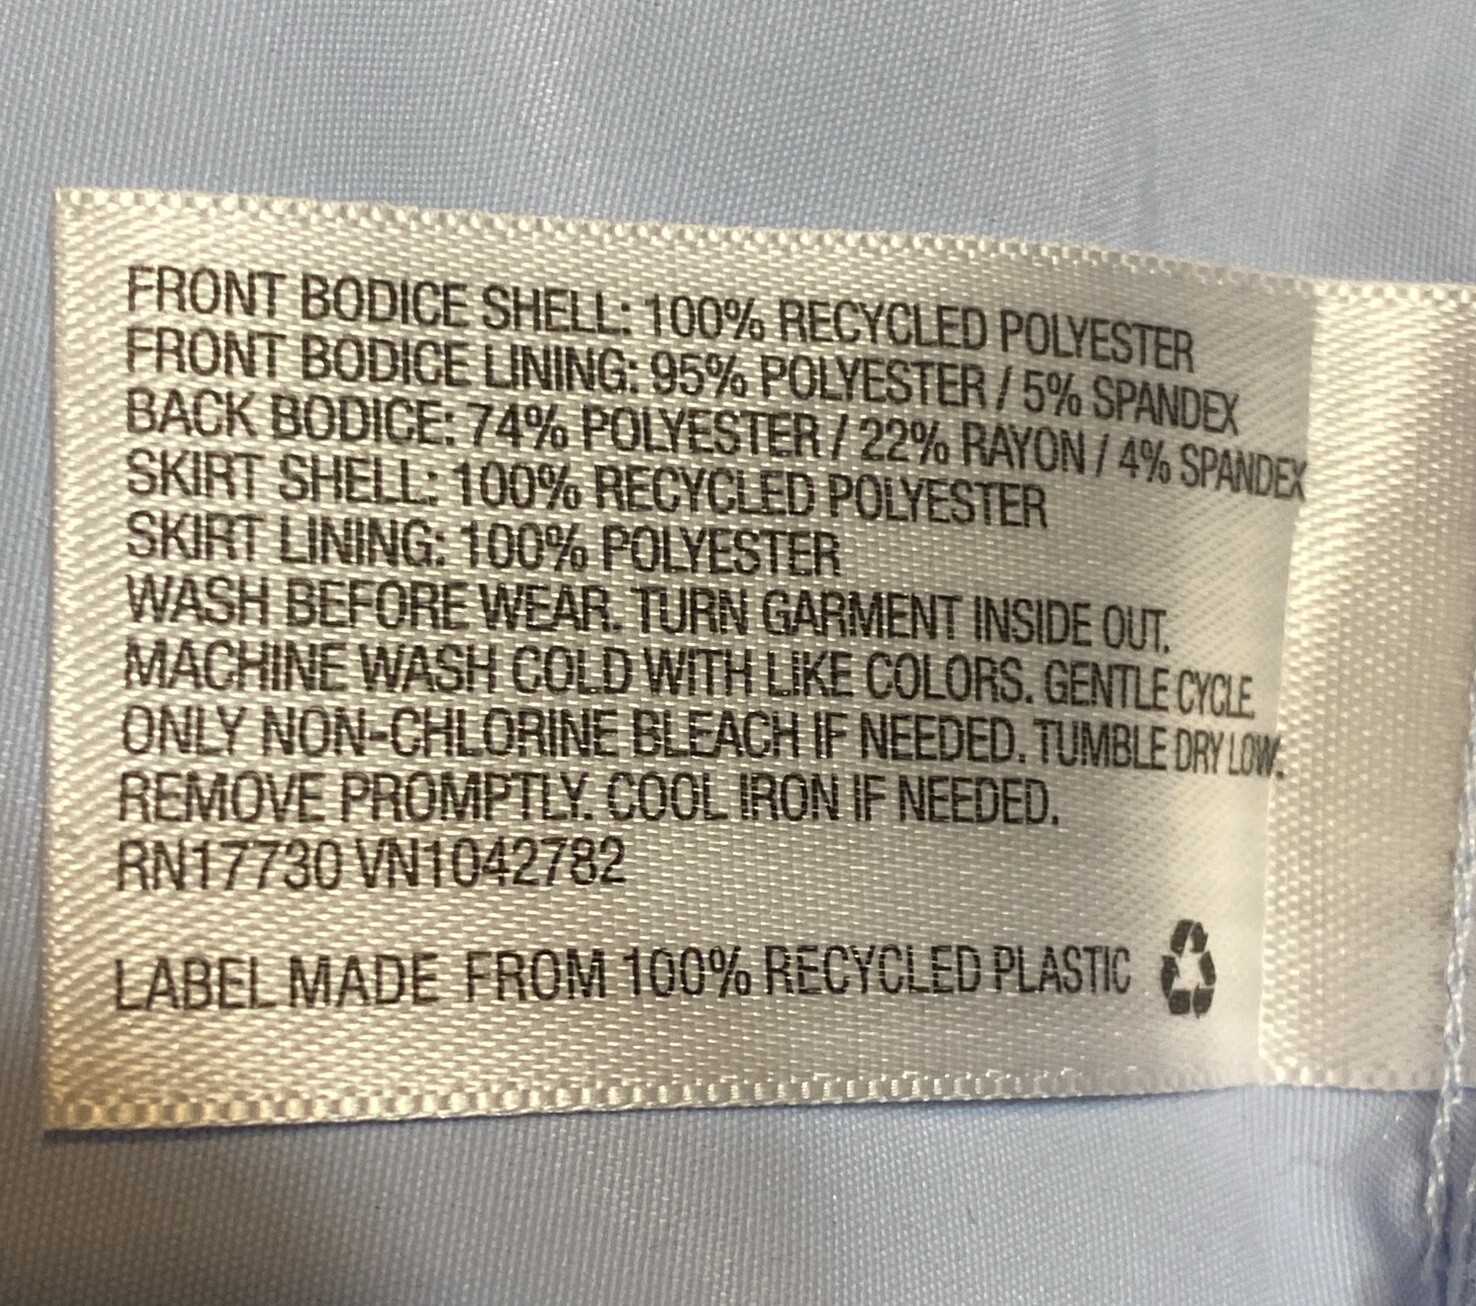 FRONT BODICE SHELL: 100% RECYCLED POLYESTER
FRONT BODICE LINING: 95% POLYESTER / 5% SPANDEX
BACK BODICE: 74% POLYESTER / 22% RAYON / 4% SPANDEX
SKIRT SHELL: 100% RECYCLED POLYESTER
SKIRT LINING: 100% POLYESTER
WASH BEFORE WEAR. TURN GARMENT INSIDE OUT.
MACHINE WASH COLD WITH LIKE COLORS. GENTLE CYCLE.
ONLY NON-CHLORINE BLEACH IF NEEDED. TUMBLE DRY LOW.
REMOVE PROMPTLY. COOL IRON IF NEEDED.
RN17730 VN1042782
LABEL MADE FROM 100% RECYCLED PLASTIC